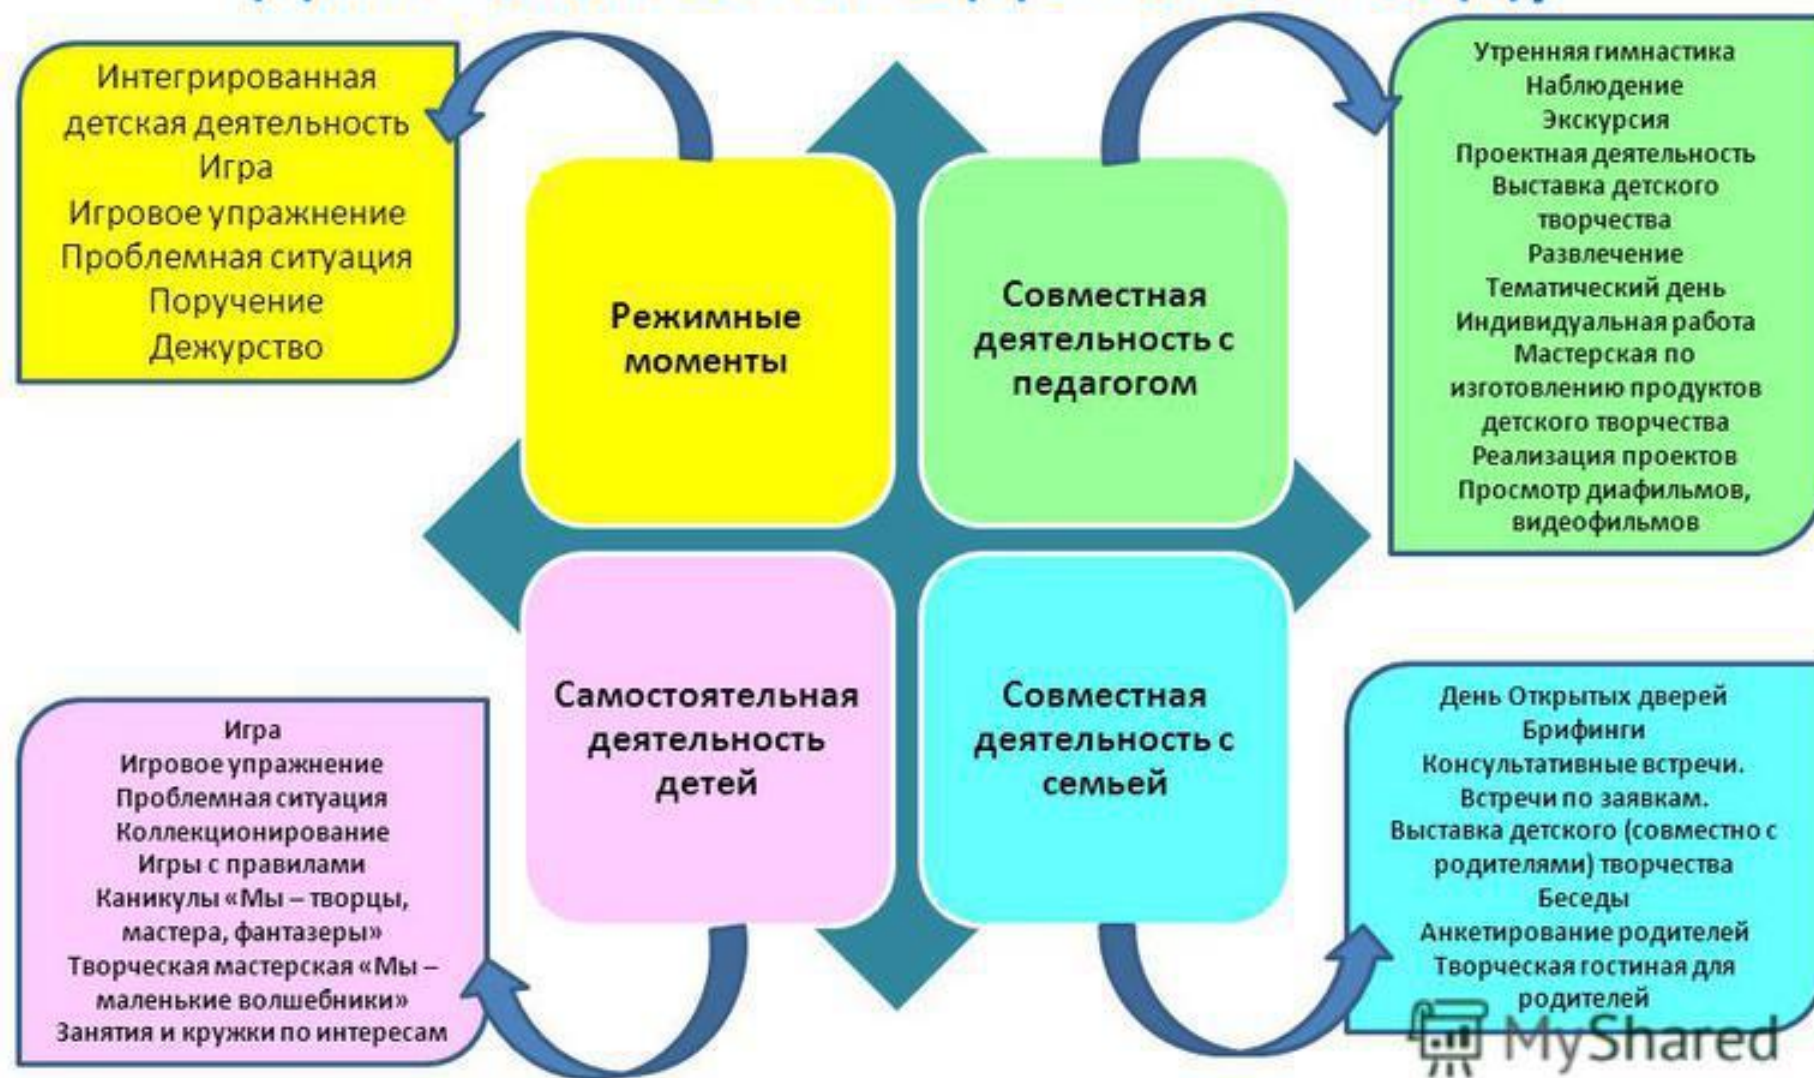 Интегрированная
детская деятельность
Игра
Игровое упражнение
Проблемная ситуация
Поручение
Дежурство
Режимные
моменты
Совместная
деятельность с
педагогом
Утренняя гимнастика
Наблюдение
Экскурсия
Проектная деятельность
Выставка детского
творчества
Развлечение
Тематический день
Индивидуальная работа
Мастерская по
изготовлению продуктов
детского творчества
Реализация проектов
Просмотр диафильмов,
видеофильмов
Игра
Игровое упражнение
Проблемная ситуация
Коллекционирование
Игры с правилами
Каникулы «Мы – творцы,
мастера, фантазеры»
Творческая мастерская «Мы –
маленькие волшебники»
Занятия и кружки по интересам
Самостоятельная
деятельность
детей
Совместная
деятельность с
семьей
День Открытых дверей
Брифинги
Консультативные встречи.
Встречи по заявкам.
Выставка детского (совместно с
родителями) творчества
Беседы
Анкетирование родителей
Творческая гостиная для
родителей
MyShared